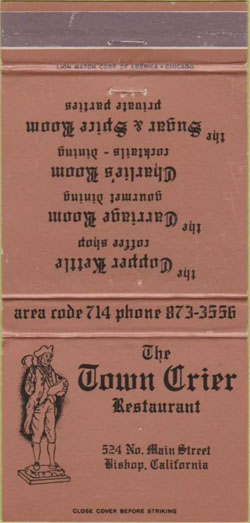 LION MATCH CORP. OF AMERICA - CHICAGO
the
Copper Kettle
coffee shop
the
Carriage Room
gourmet dining
Charlie's Room
cocktails - dining
the
Sugar & Spice Room
private parties
area code 714 phone 873-3556
The
Town Crier
Restaurant
524 No. Main Street
Bishop, California
CLOSE COVER BEFORE STRIKING